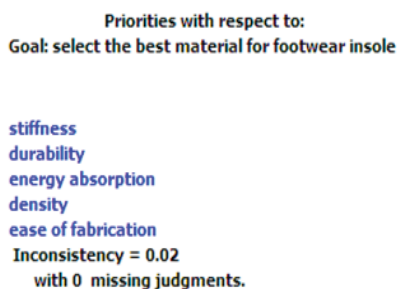 Priorities with respect to:
Goal: select the best material for footwear insole
stiffness
durability
energy absorption
density
ease of fabrication
Inconsistency = 0.02
with 0 missing judgments.